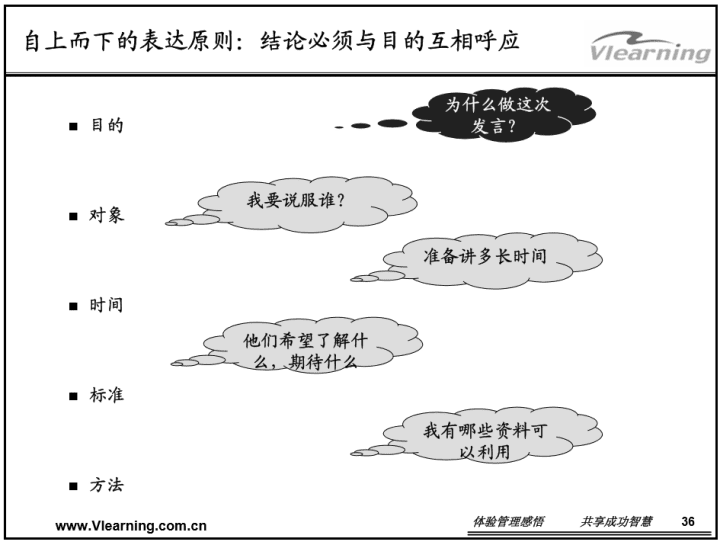 自上而下的表达原则：结论必须与目的互相呼应
Vlearning
■ 目的
为什么做这次
发言？
■ 对象
我要说服谁？
准备讲多长时间
■ 时间
他们希望了解什
么，期待什么
■ 标准
我有哪些资料可
以利用
■ 方法
www.Vlearning.com.cn
体验管理感悟 共享成功智慧 36